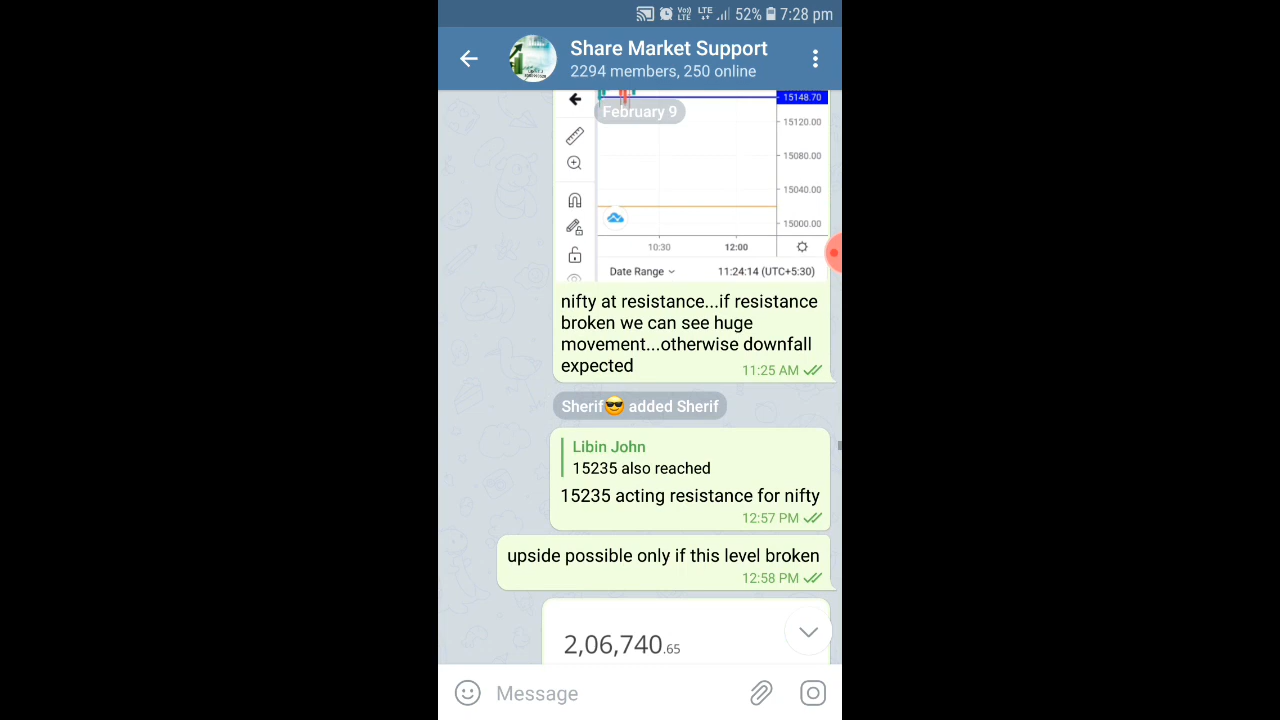 52% 7:28 pm
Share Market Support
2294 members, 250 online
15148.70
February 9
15120.00
15080.00
15040.00
15000.00
10:30 12:00
Date Range 11:24:14 (UTC+5:30)
nifty at resistance...if resistance
broken we can see huge
movement...otherwise downfall
expected
11:25 AM
Sherif😎 added Sherif
Libin John
15235 also reached
15235 acting resistance for nifty
12:57 PM
upside possible only if this level broken
12:58 PM
2,06,740.65
Message